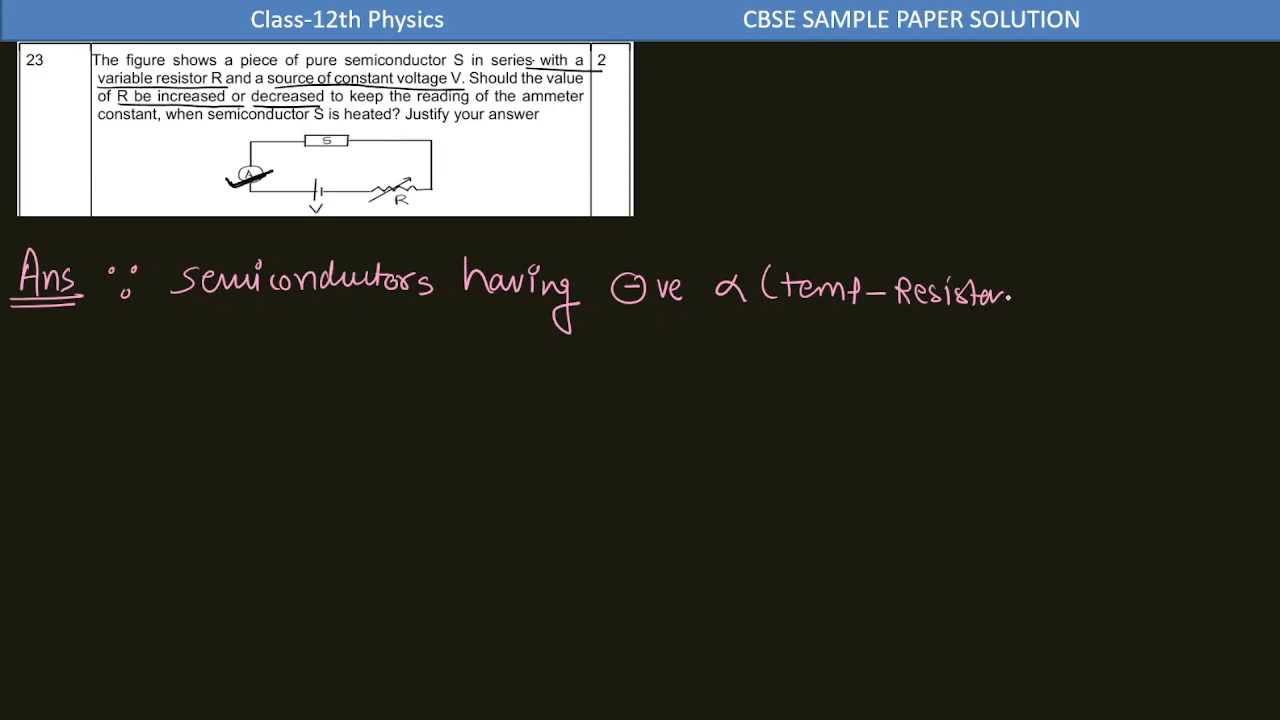 Class-12th Physics CBSE SAMPLE PAPER SOLUTION
23 The figure shows a piece of pure semiconductor S in series with a 2
variable resistor R and a source of constant voltage V. Should the value
of R be increased or decreased to keep the reading of the ammeter
constant, when semiconductor S is heated? Justify your answer
S
A
R
V
Ans ∵ semiconductors having ⊖ve α (temp-Resistor